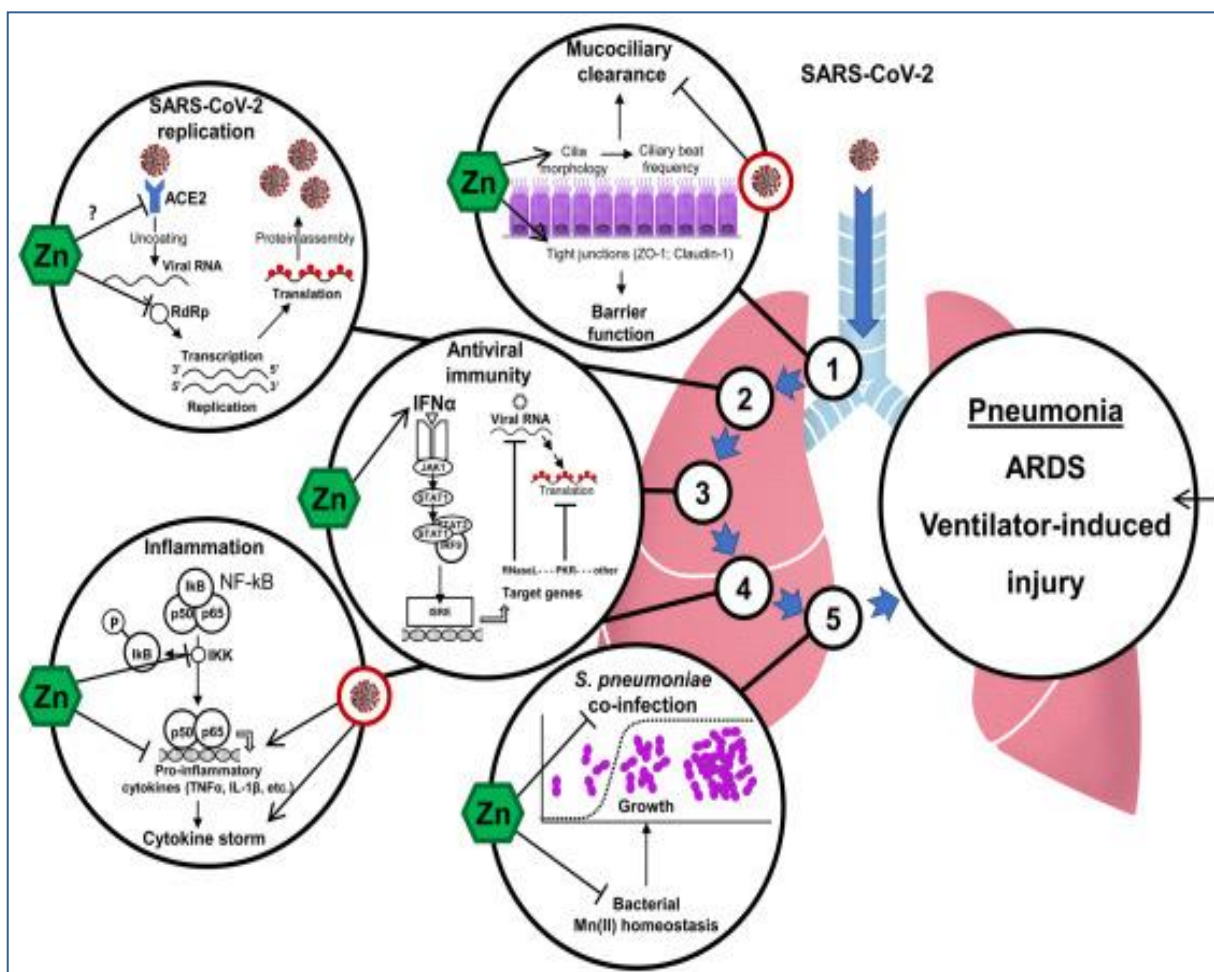 Mucociliary
clearance
Zn
Cilia
morphology
Ciliary beat
frequency
Tight junctions (ZO-1; Claudin-1)
Barrier
function
SARS-CoV-2
SARS-CoV-2
replication
ACE2
?
Zn
Uncoating
Viral RNA
RdRp
Protein assembly
Translation
Transcription
3' 5'
5' 3'
Replication
Antiviral
immunity
IFNα
Zn
JAK1
STAT1
STAT1
IRF9
Viral RNA
Translation
RNaseL----PKR---other
Target genes
ISRE
Inflammation
NF-kB
IkB
p50 p65
P
IkB
IKK
Zn
p50 p65
Pro-inflammatory
cytokines (TNFα, IL-1β, etc.)
Cytokine storm
S. pneumoniae
co-infection
Zn
Growth
Bacterial
Mn(II) homeostasis
1
2
3
4
5
Pneumonia
ARDS
Ventilator-induced
injury